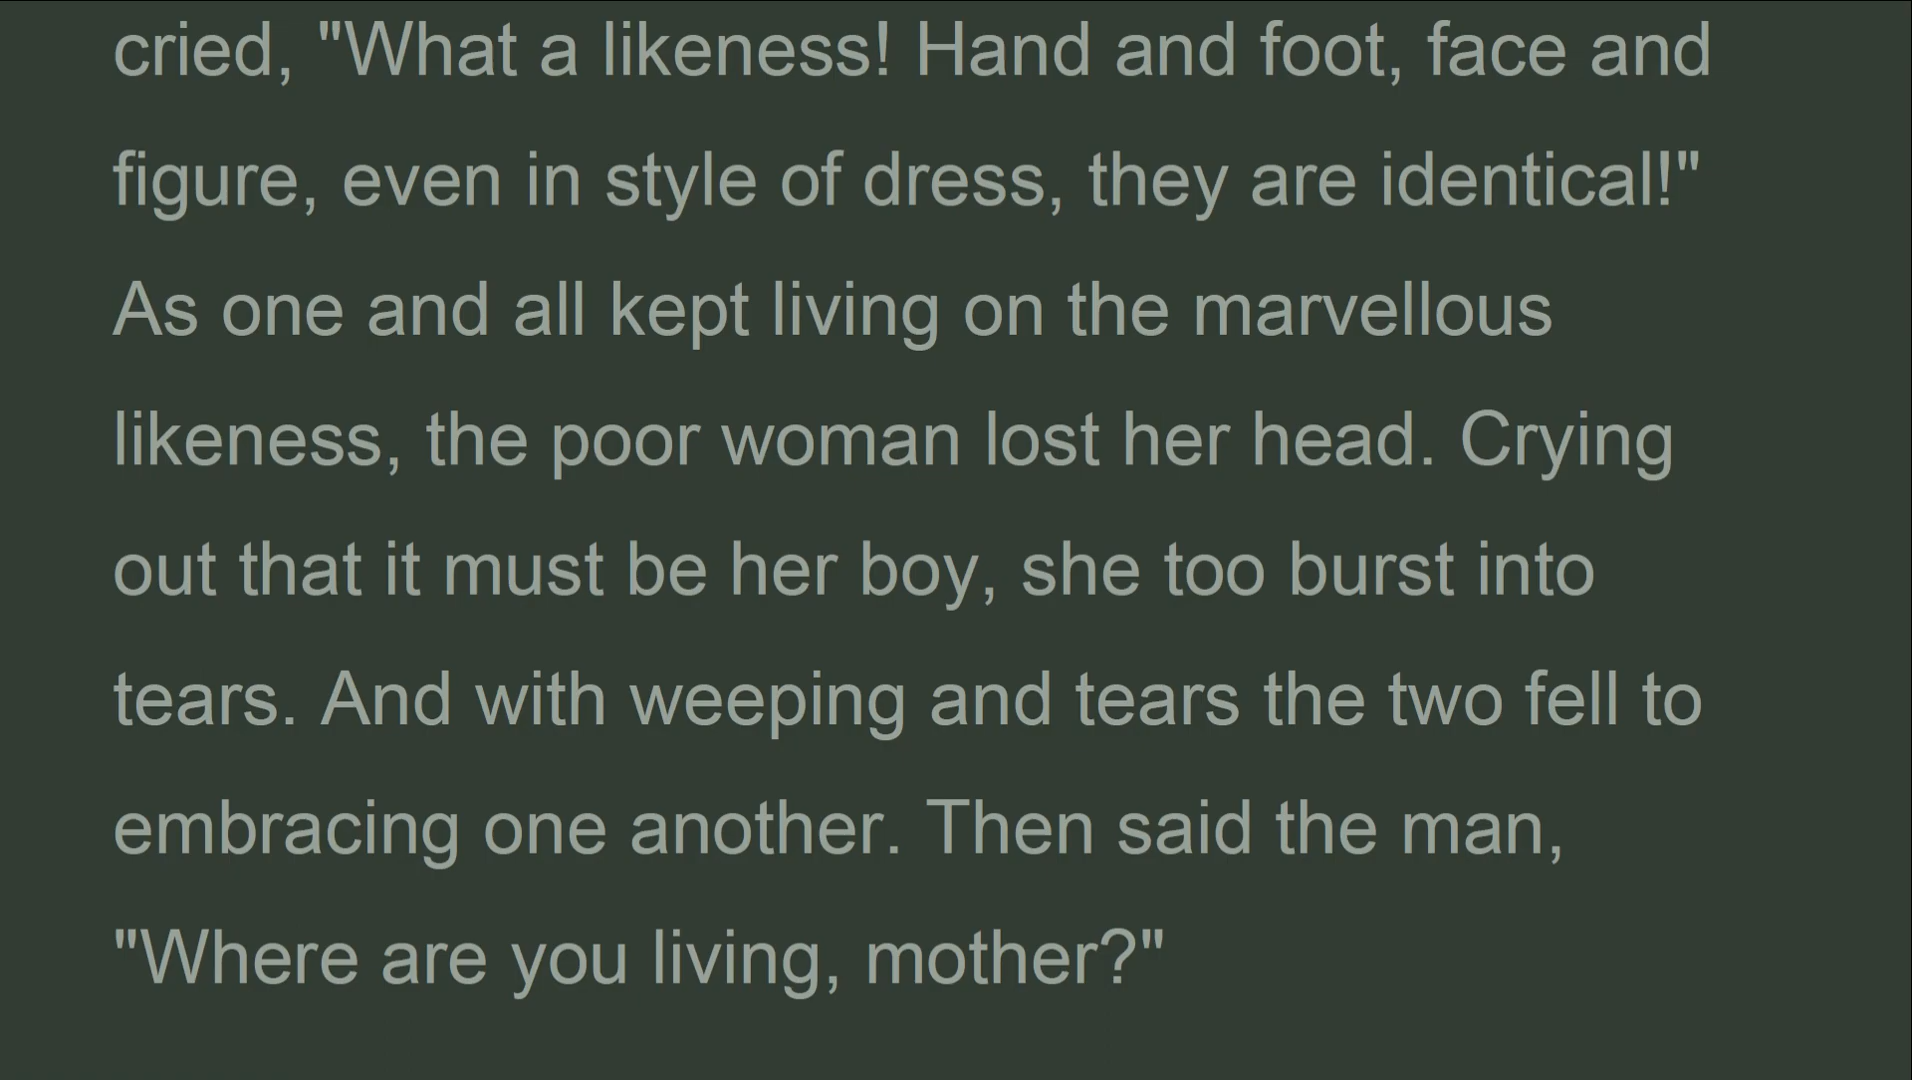 cried, "What a likeness! Hand and foot, face and
figure, even in style of dress, they are identical!"
As one and all kept living on the marvellous
likeness, the poor woman lost her head. Crying
out that it must be her boy, she too burst into
tears. And with weeping and tears the two fell to
embracing one another. Then said the man,
"Where are you living, mother?"